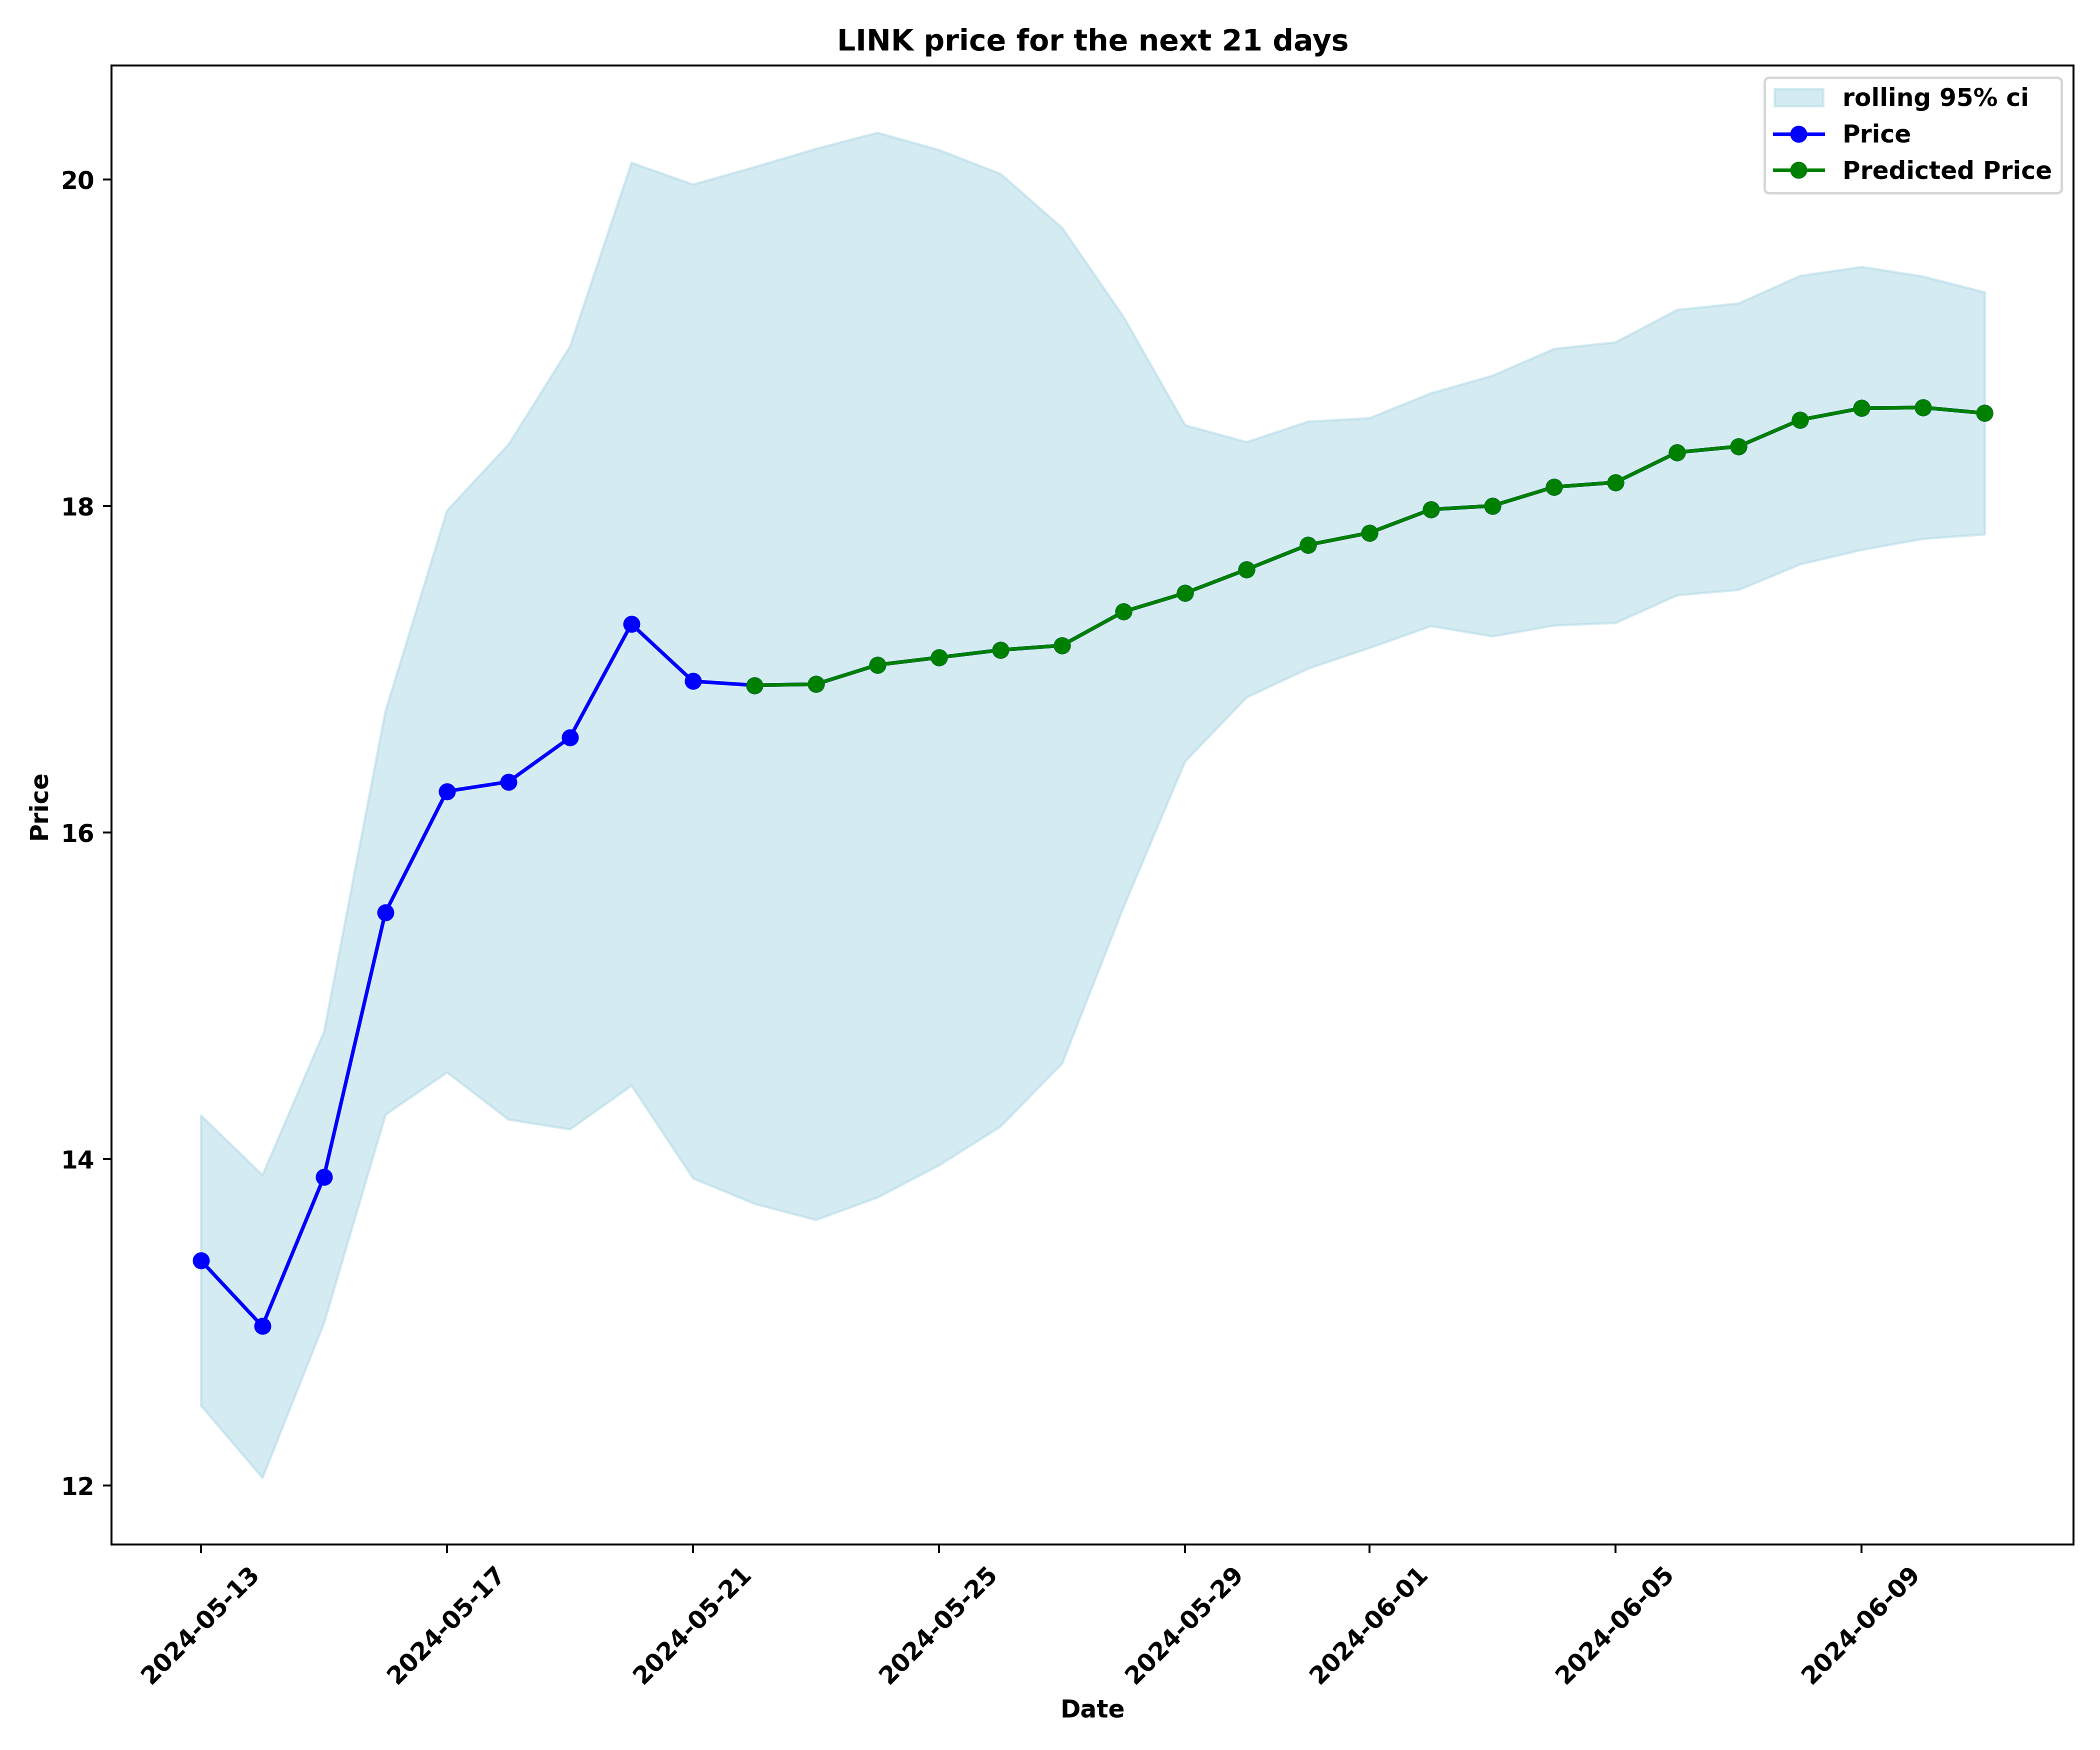 LINK price for the next 21 days
rolling 95% ci
Price
Predicted Price
20
18
16
14
12
Price
2024-05-13
2024-05-17
2024-05-21
2024-05-25
2024-05-29
2024-06-01
2024-06-05
2024-06-09
Date